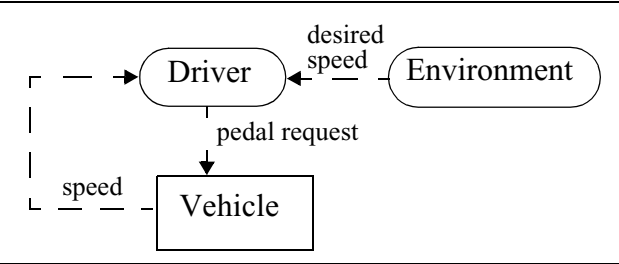 desired
speed
Driver
Environment
pedal request
speed
Vehicle